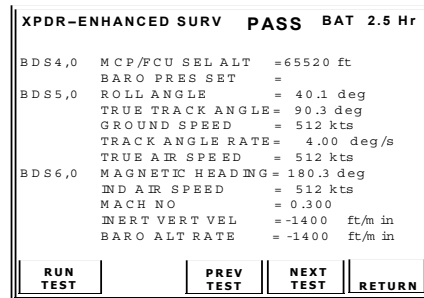 XPDR–ENHANCED SURV PASS BAT 2.5 Hr
BDS4,0 MCP/FCU SEL ALT =65520 ft
BARO PRES SET =
BDS5,0 ROLL ANGLE = 40.1 deg
TRUE TRACK ANGLE= 90.3 deg
GROUND SPEED = 512 kts
TRACK ANGLE RATE= 4.00 deg/s
TRUE AIR SPEED = 512 kts
BDS6,0 MAGNETIC HEADING= 180.3 deg
IND AIR SPEED = 512 kts
MACH NO = 0.300
INERT VERT VEL =-1400 ft/min
BARO ALT RATE = -1400 ft/min
RUN TEST
PREV TEST
NEXT TEST
RETURN